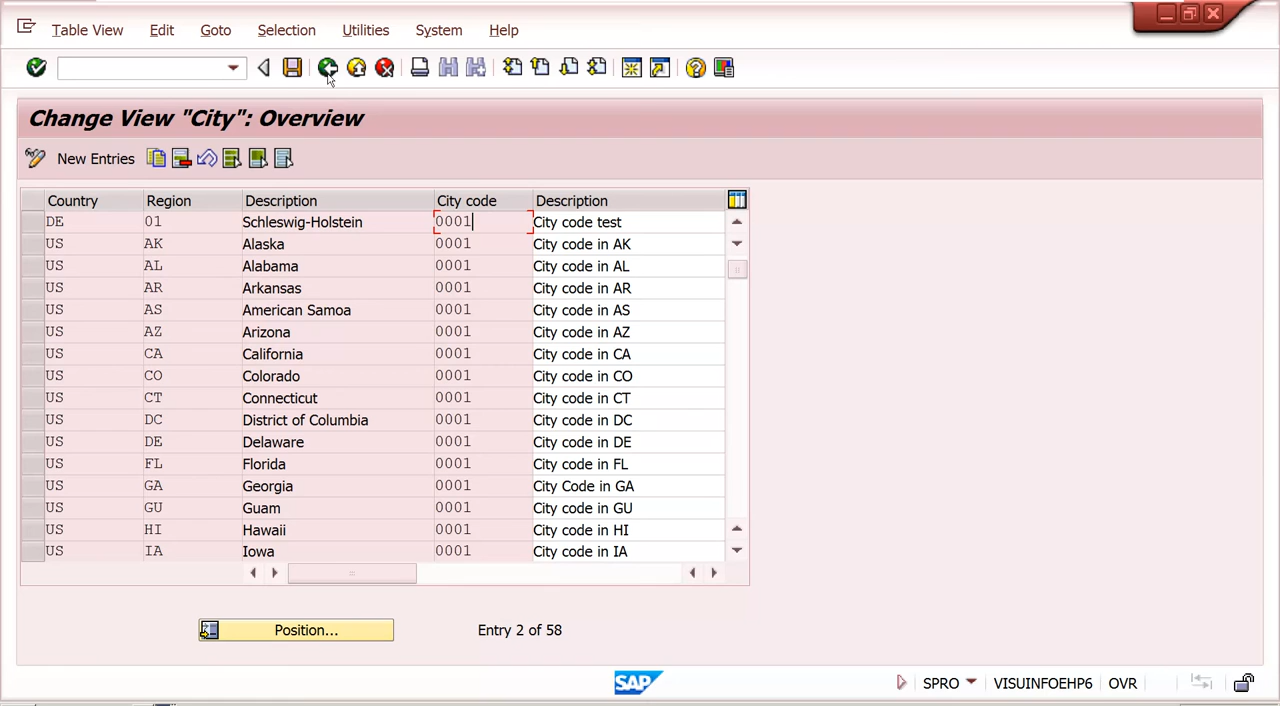 Table View Edit Goto Selection Utilities System Help
Change View "City": Overview
New Entries
Country Region Description City code Description
DE 01 Schleswig-Holstein 0001 City code test
US AK Alaska 0001 City code in AK
US AL Alabama 0001 City code in AL
US AR Arkansas 0001 City code in AR
US AS American Samoa 0001 City code in AS
US AZ Arizona 0001 City code in AZ
US CA California 0001 City code in CA
US CO Colorado 0001 City code in CO
US CT Connecticut 0001 City code in CT
US DC District of Columbia 0001 City code in DC
US DE Delaware 0001 City code in DE
US FL Florida 0001 City code in FL
US GA Georgia 0001 City Code in GA
US GU Guam 0001 City code in GU
US HI Hawaii 0001 City code in HI
US IA Iowa 0001 City code in IA
Position... Entry 2 of 58
SAP SPRO VISUINFOEHP6 OVR